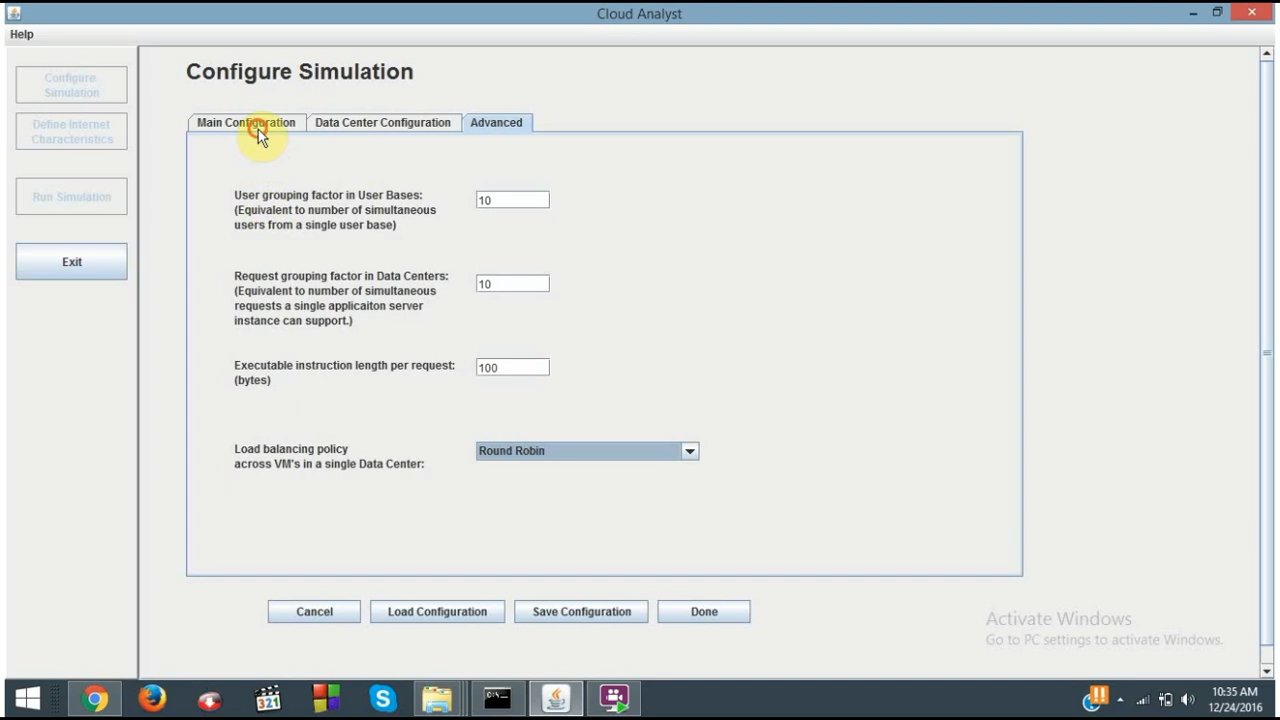 Cloud Analyst
Help
Configure Simulation
Define Internet Characteristics
Run Simulation
Exit
Configure Simulation
Main Configuration
Data Center Configuration
Advanced
User grouping factor in User Bases:
(Equivalent to number of simultaneous
users from a single user base)
10
Request grouping factor in Data Centers:
(Equivalent to number of simultaneous
requests a single applicaiton server
instance can support.)
10
Executable instruction length per request:
(bytes)
100
Load balancing policy
across VM's in a single Data Center:
Round Robin
Cancel
Load Configuration
Save Configuration
Done
Activate Windows
Go to PC settings to activate Windows.
321
C:\_
10:35 AM
12/24/2016